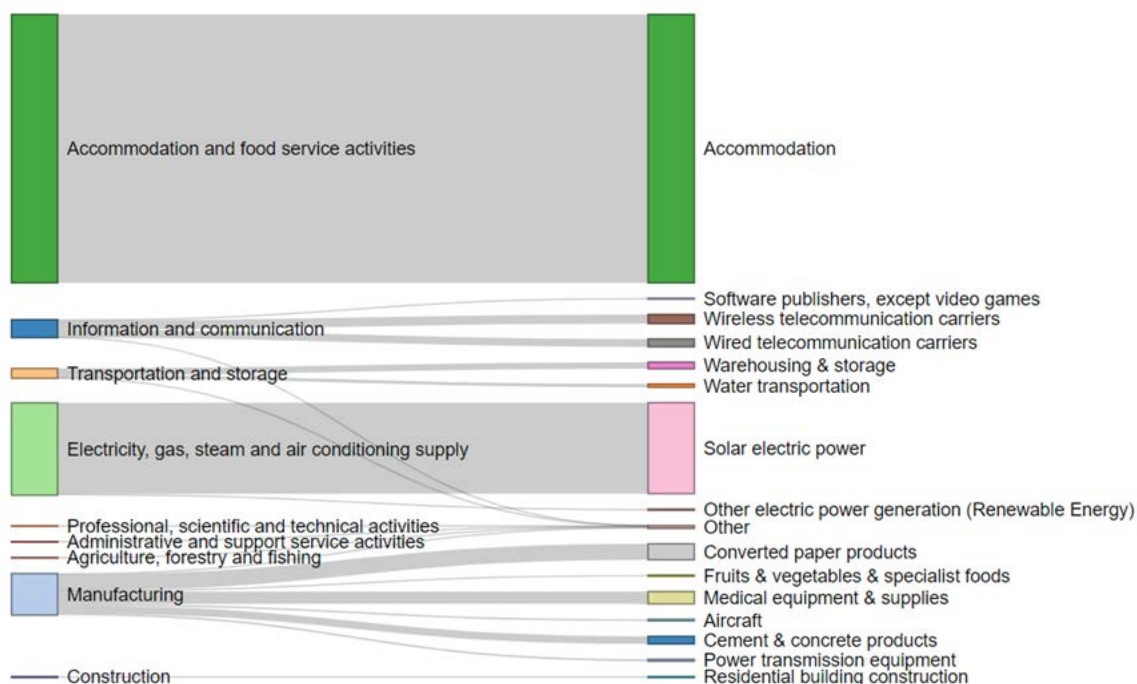 Accommodation and food service activities
Accommodation
Software publishers, except video games
Information and communication
Wireless telecommunication carriers
Wired telecommunication carriers
Transportation and storage
Warehousing & storage
Water transportation
Electricity, gas, steam and air conditioning supply
Solar electric power
Other electric power generation (Renewable Energy)
Professional, scientific and technical activities
Other
Administrative and support service activities
Agriculture, forestry and fishing
Converted paper products
Fruits & vegetables & specialist foods
Manufacturing
Medical equipment & supplies
Aircraft
Cement & concrete products
Power transmission equipment
Construction
Residential building construction